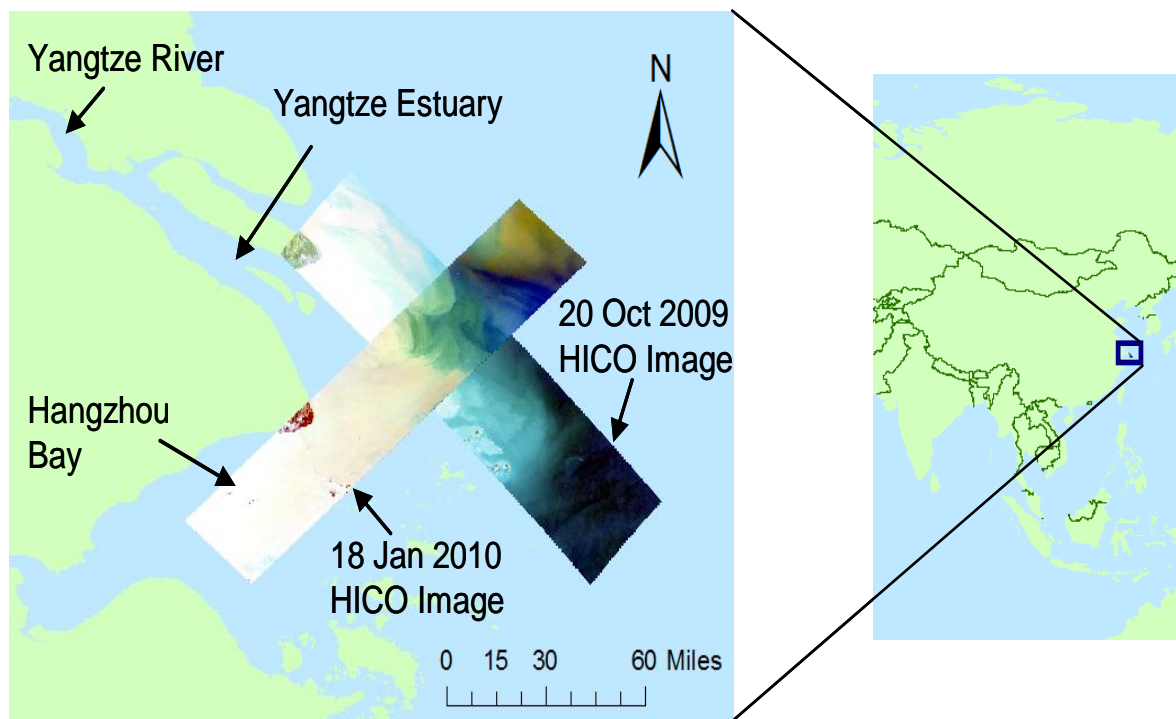 Yangtze River
Yangtze Estuary
N
20 Oct 2009
HICO Image
Hangzhou
Bay
18 Jan 2010
HICO Image
0 15 30 60 Miles